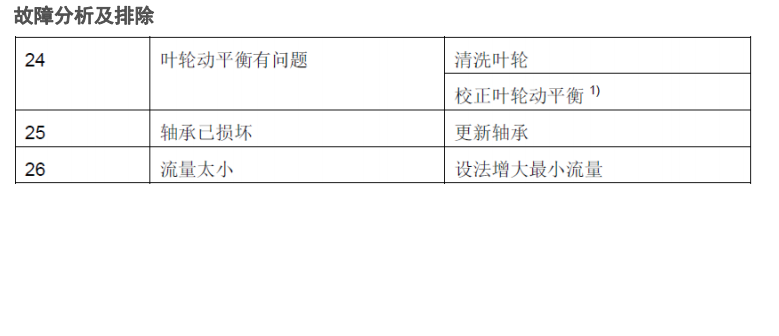 故障分析及排除
24 叶轮动平衡有问题 清洗叶轮
校正叶轮动平衡 1)
25 轴承已损坏 更新轴承
26 流量太小 设法增大最小流量